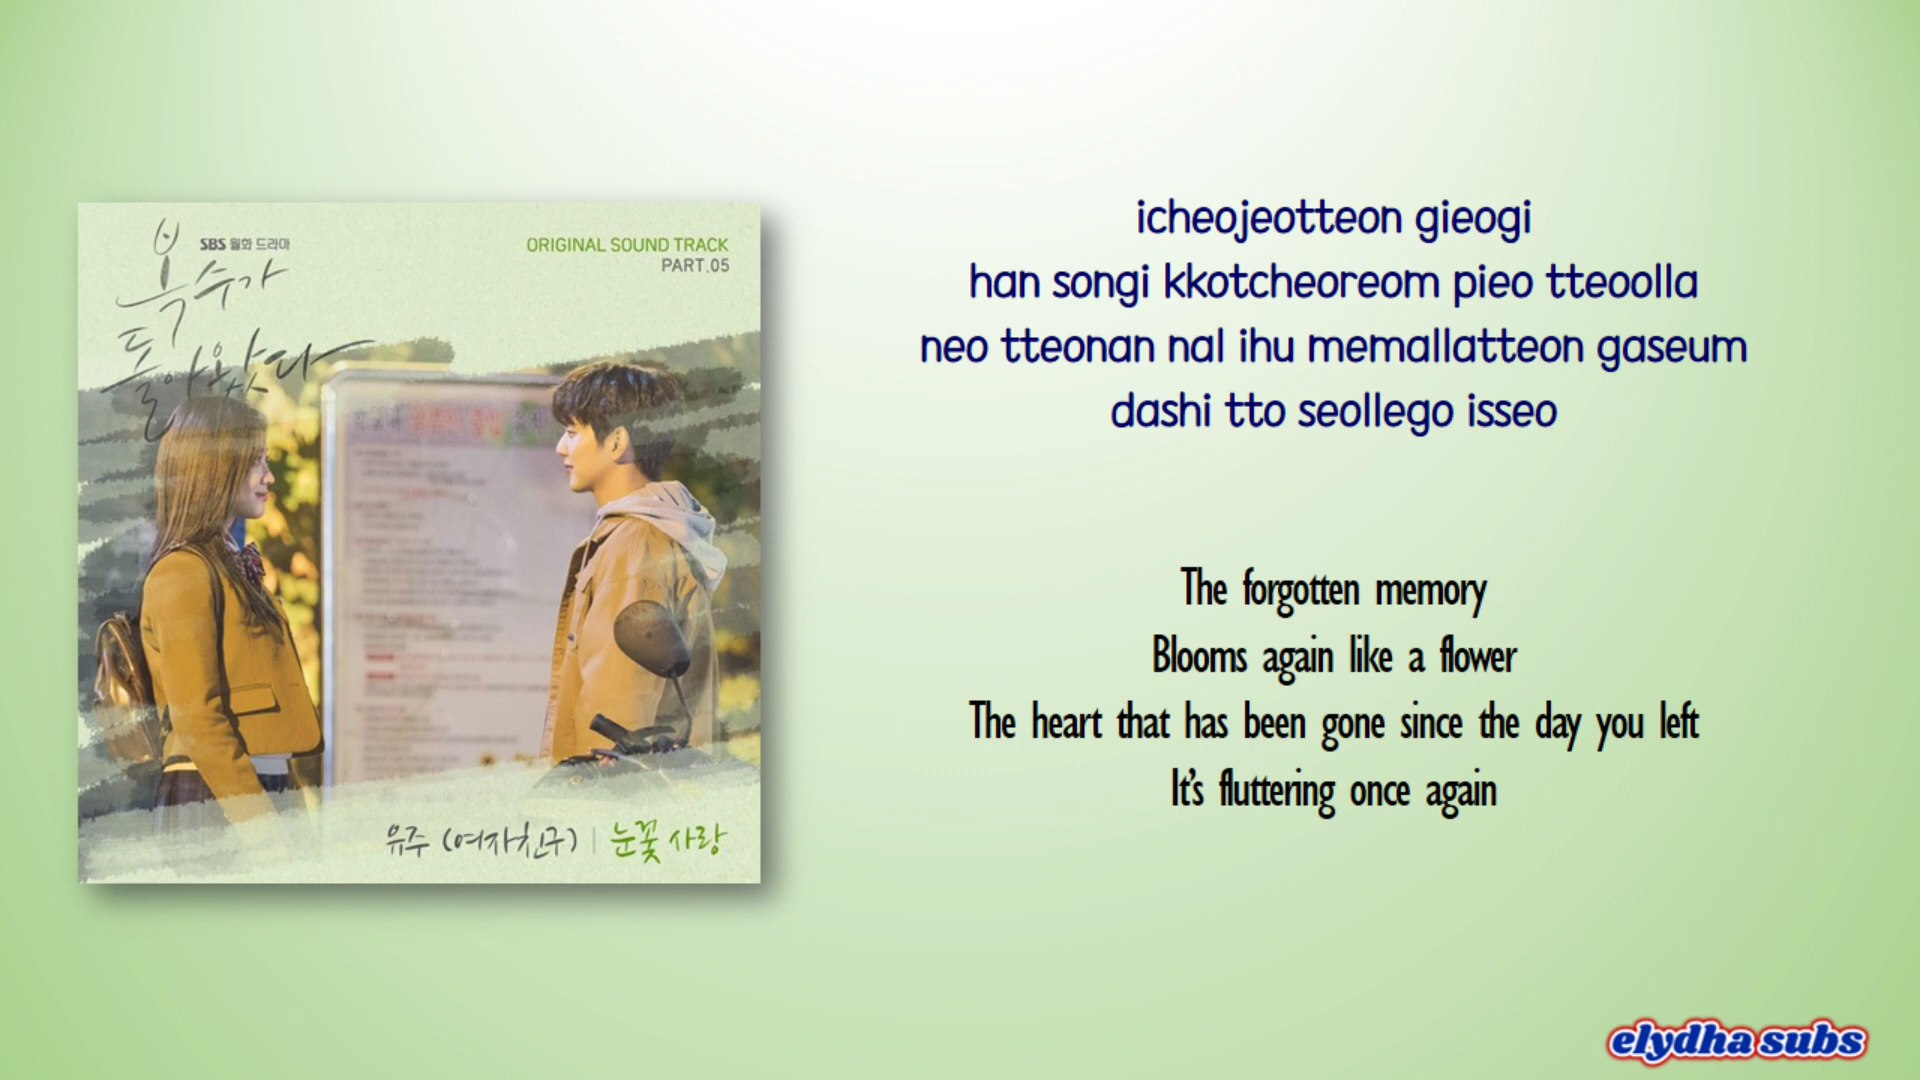 SBS 월화 드라마
복수가
돌아왔다
ORIGINAL SOUND TRACK
PART.05
유주 (여자친구) | 눈꽃 사랑
icheojeotteon gieogi
han songi kkotcheoreom pieo tteoolla
neo tteonan nal ihu memallatteon gaseum
dashi tto seollego isseo
The forgotten memory
Blooms again like a flower
The heart that has been gone since the day you left
It's fluttering once again
elydha subs